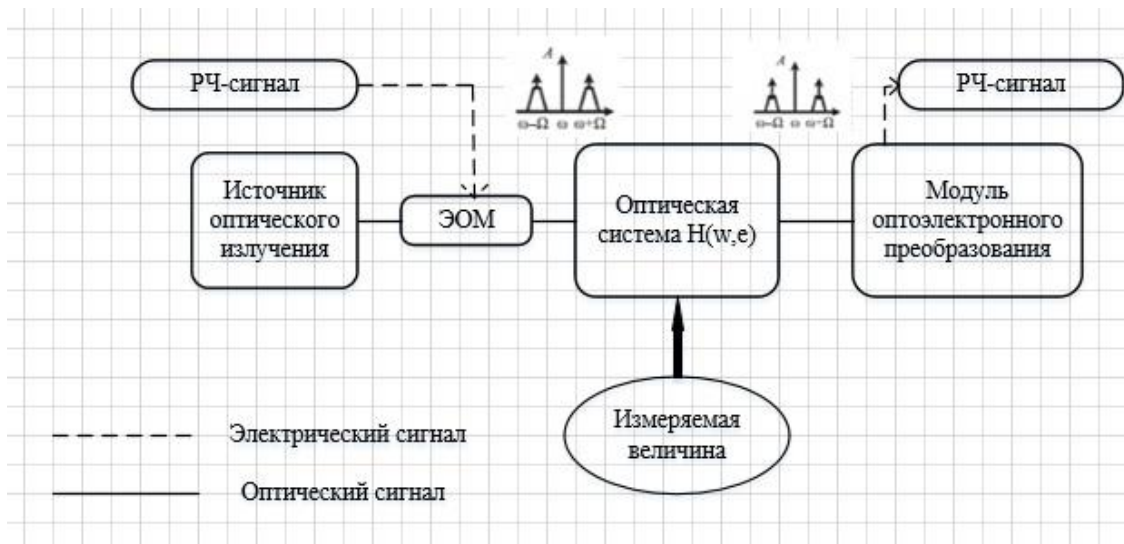 РЧ-сигнал
A
ω−Ω ω ω+Ω
A
ω−Ω ω ω+Ω
РЧ-сигнал
Источник
оптического
излучения
ЭОМ
Оптическая
система H(w,e)
Модуль
оптоэлектронного
преобразования
Измеряемая
величина
Электрический сигнал
Оптический сигнал